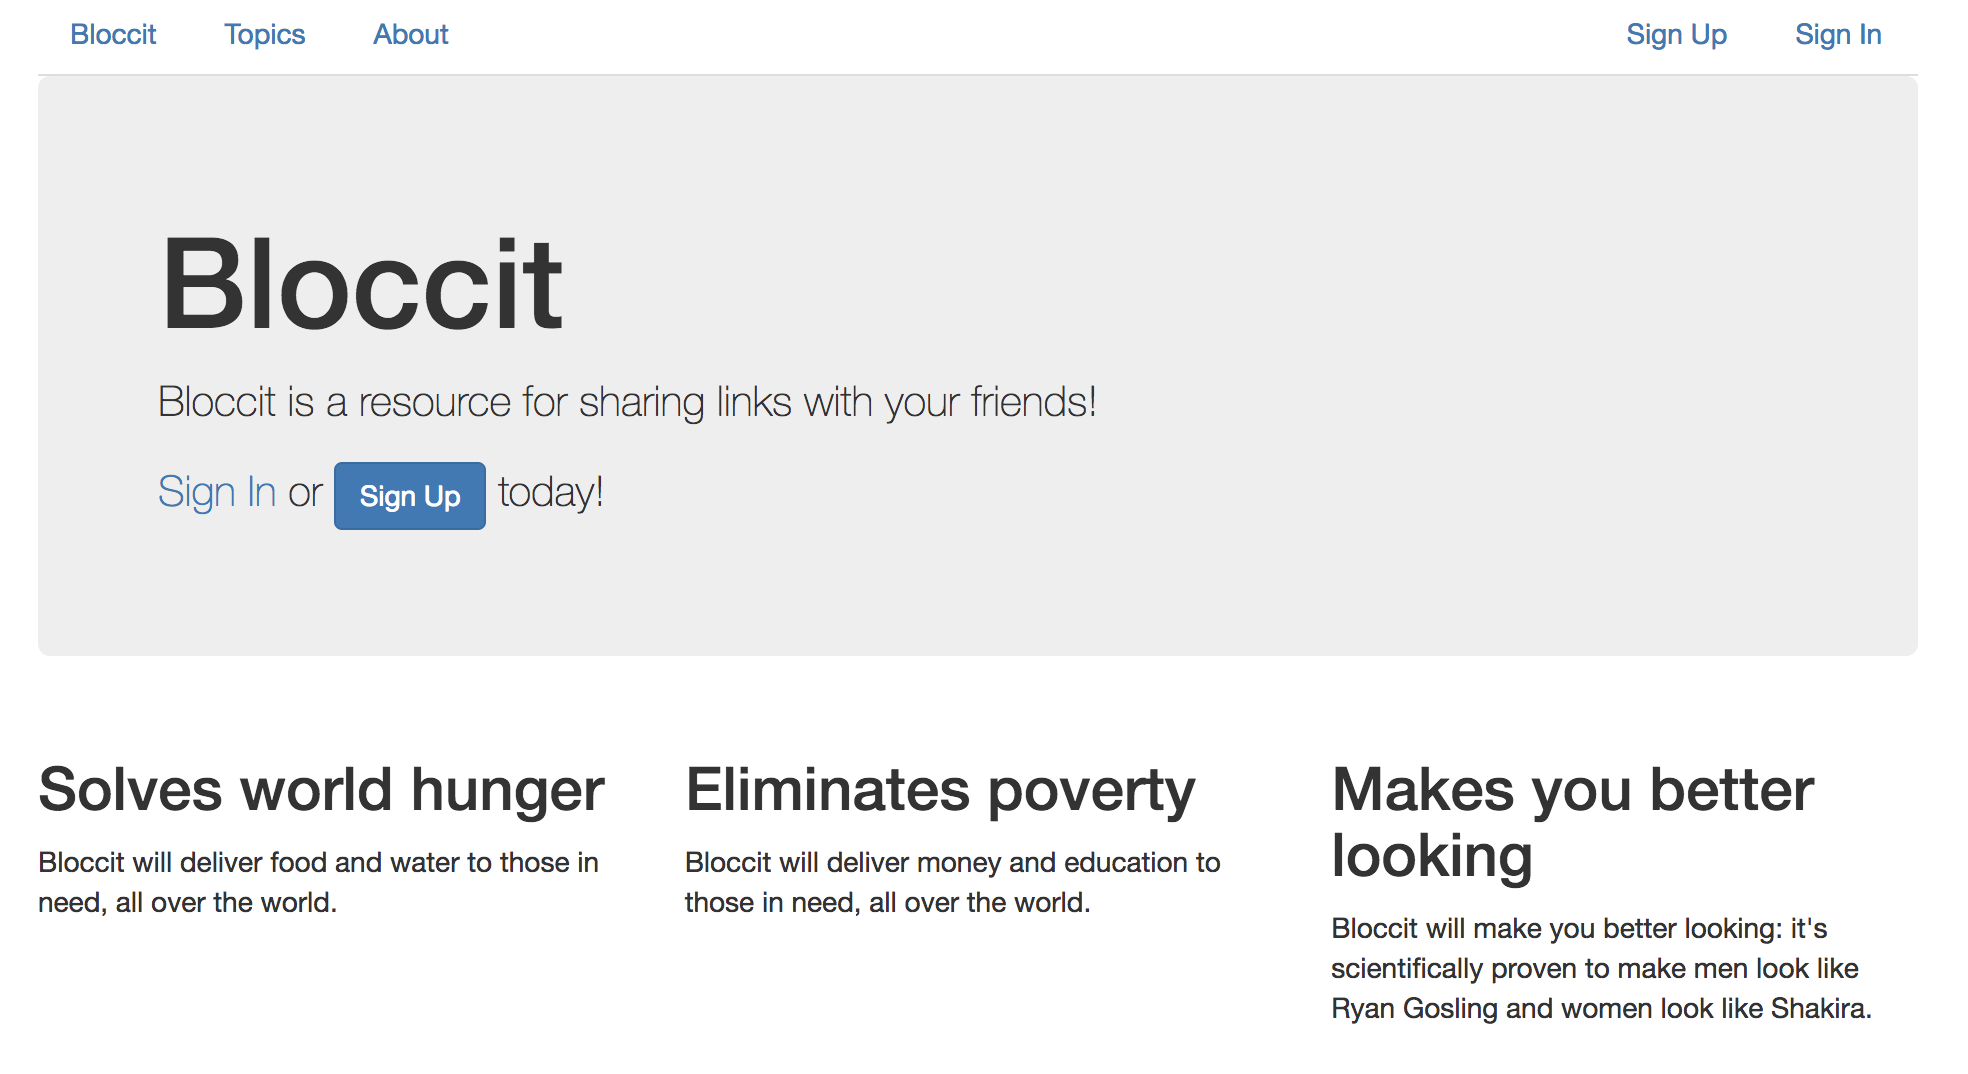 Bloccit Topics About Sign Up Sign In
Bloccit
Bloccit is a resource for sharing links with your friends!
Sign In or Sign Up today!
Solves world hunger
Bloccit will deliver food and water to those in
need, all over the world.
Eliminates poverty
Bloccit will deliver money and education to
those in need, all over the world.
Makes you better
looking
Bloccit will make you better looking: it's
scientifically proven to make men look like
Ryan Gosling and women look like Shakira.